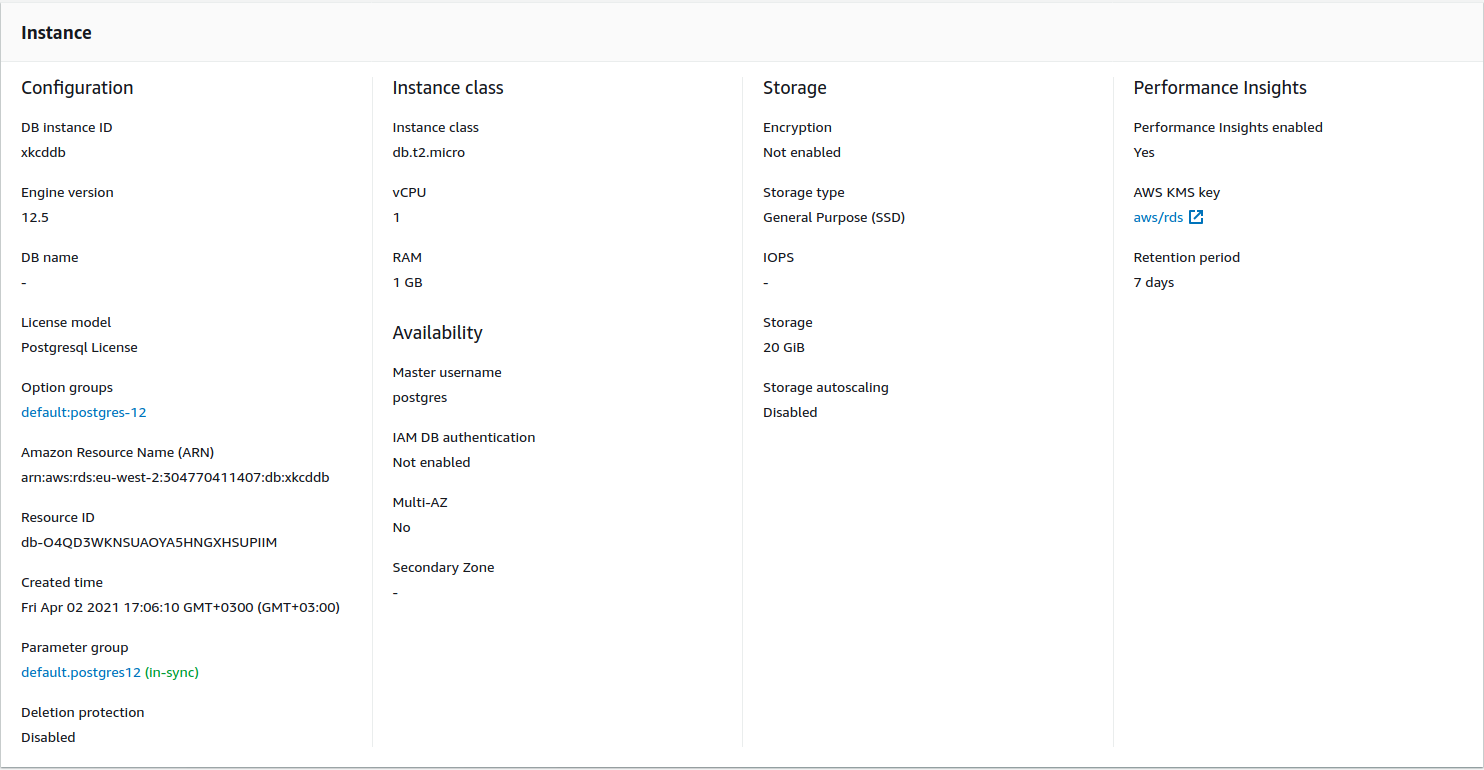 Instance
Configuration
DB instance ID
xkcddb
Engine version
12.5
DB name
-
License model
Postgresql License
Option groups
default:postgres-12
Amazon Resource Name (ARN)
arn:aws:rds:eu-west-2:304770411407:db:xkcddb
Resource ID
db-O4QD3WKNSUAOYA5HNGXHSUPIIM
Created time
Fri Apr 02 2021 17:06:10 GMT+0300 (GMT+03:00)
Parameter group
default.postgres12 (in-sync)
Deletion protection
Disabled
Instance class
Instance class
db.t2.micro
vCPU
1
RAM
1 GB
Availability
Master username
postgres
IAM DB authentication
Not enabled
Multi-AZ
No
Secondary Zone
-
Storage
Encryption
Not enabled
Storage type
General Purpose (SSD)
IOPS
-
Storage
20 GiB
Storage autoscaling
Disabled
Performance Insights
Performance Insights enabled
Yes
AWS KMS key
aws/rds
Retention period
7 days